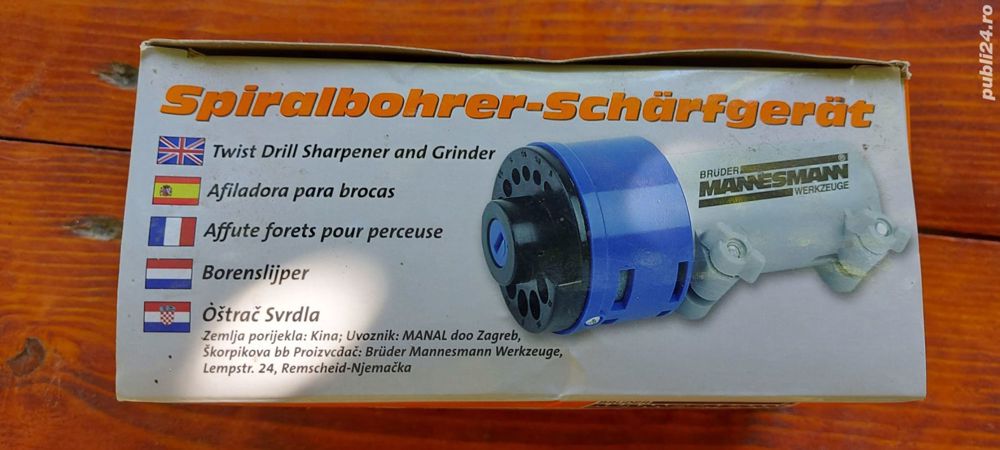 publi24.ro
Spiralbohrer-Schärfgerät
Twist Drill Sharpener and Grinder
Afiladora para brocas
Affute forets pour perceuse
Borenslijper
Òštrač Svrdla
Zemlja porijekla: Kina; Uvoznik: MANAL doo Zagreb,
Škorpikova bb Proizvcđač: Brüder Mannesmann Werkzeuge,
Lempstr. 24, Remscheid-Njemačka
BRÜDER
MANNESMANN
WERKZEUGE